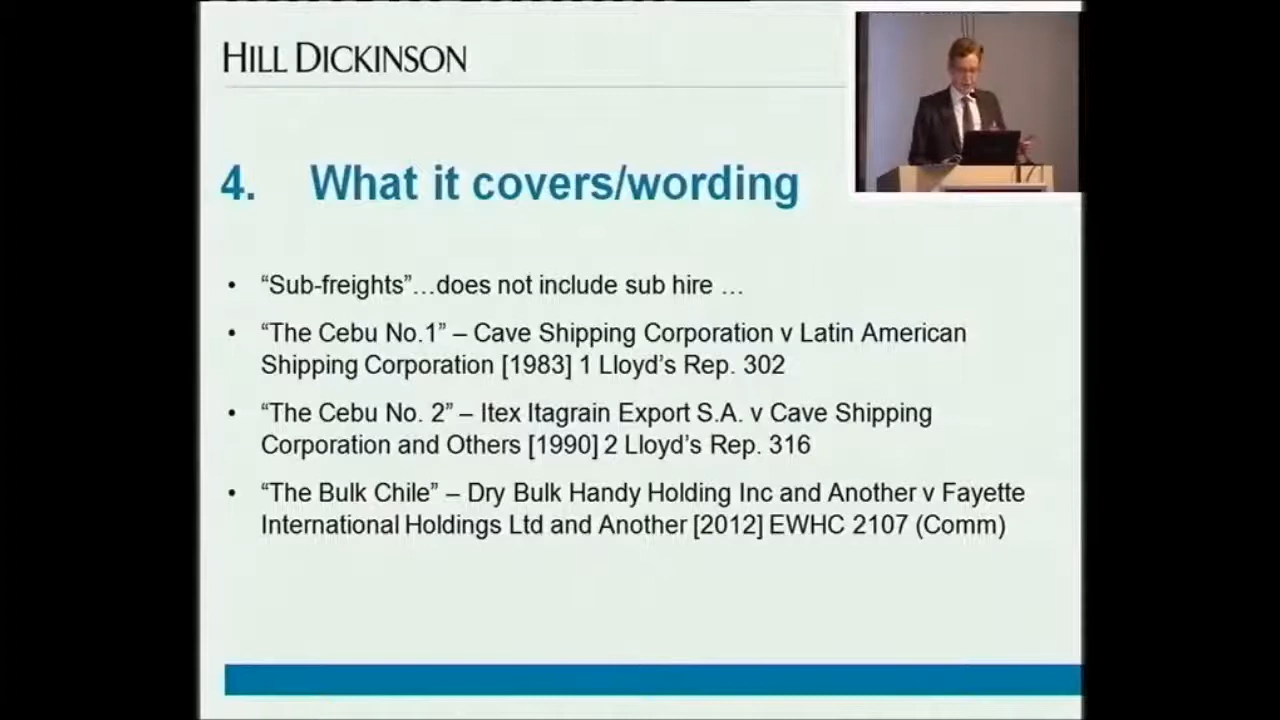 HILL DICKINSON
4. What it covers/wording
• “Sub-freights”…does not include sub hire …
• “The Cebu No.1” – Cave Shipping Corporation v Latin American
Shipping Corporation [1983] 1 Lloyd’s Rep. 302
• “The Cebu No. 2” – Itex Itagrain Export S.A. v Cave Shipping
Corporation and Others [1990] 2 Lloyd’s Rep. 316
• “The Bulk Chile” – Dry Bulk Handy Holding Inc and Another v Fayette
International Holdings Ltd and Another [2012] EWHC 2107 (Comm)